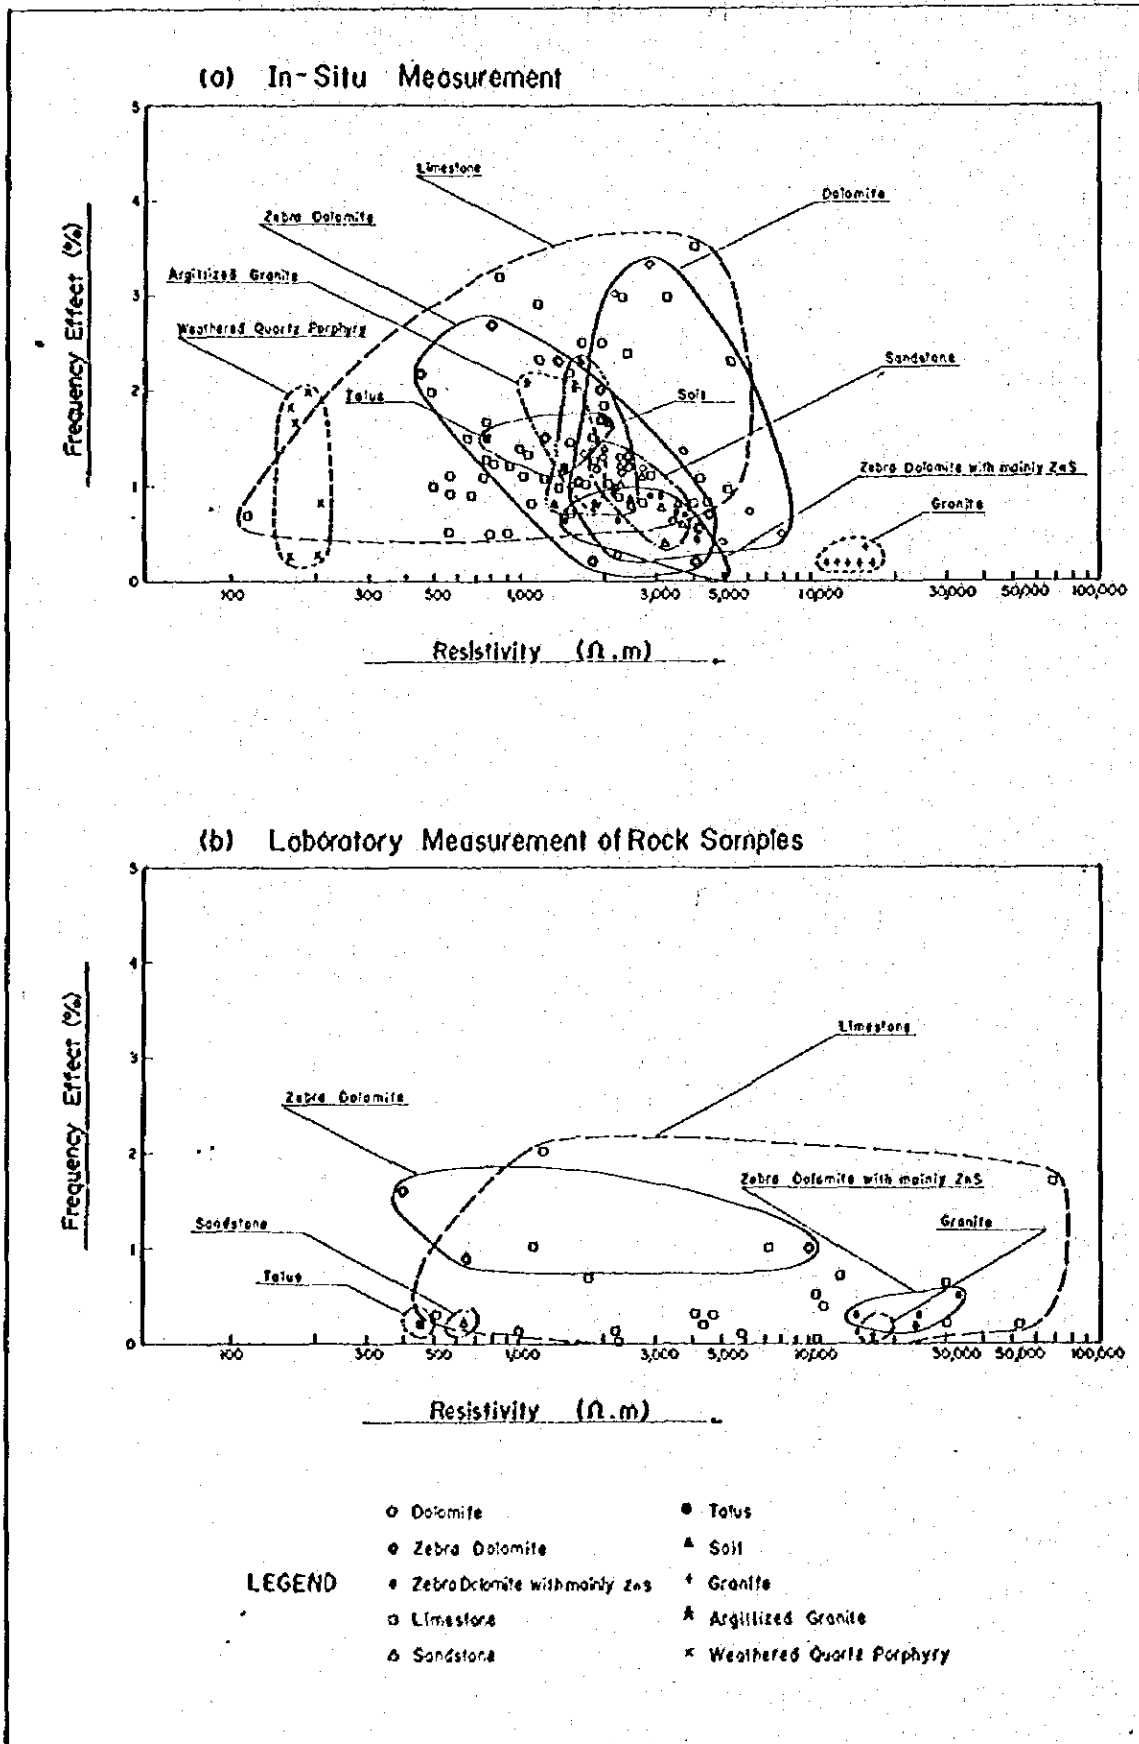 (a) In-Situ Measurement
5
4
3
2
1
0
Frequency Effect (%)
Limestone
Dolomite
Zebra Dolomite
Argillized Granite
Weathered Quartz Porphyry
Sandstone
Talus
Soil
Zebra Dolomite with mainly ZnS
Granite
100 300 500 1,000 3,000 5,000 10,000 30,000 50,000 100,000
Resistivity (Ω.m)
(b) Laboratory Measurement of Rock Samples
5
4
3
2
1
0
Frequency Effect (%)
Limestone
Zebra Dolomite
Zebra Dolomite with mainly ZnS
Sandstone
Granite
Talus
100 300 500 1,000 3,000 5,000 10,000 30,000 50,000 100,000
Resistivity (Ω.m)
LEGEND
Dolomite
Zebra Dolomite
Zebra Dolomite with mainly ZnS
Limestone
Sandstone
Talus
Soil
Granite
Argillized Granite
Weathered Quartz Porphyry